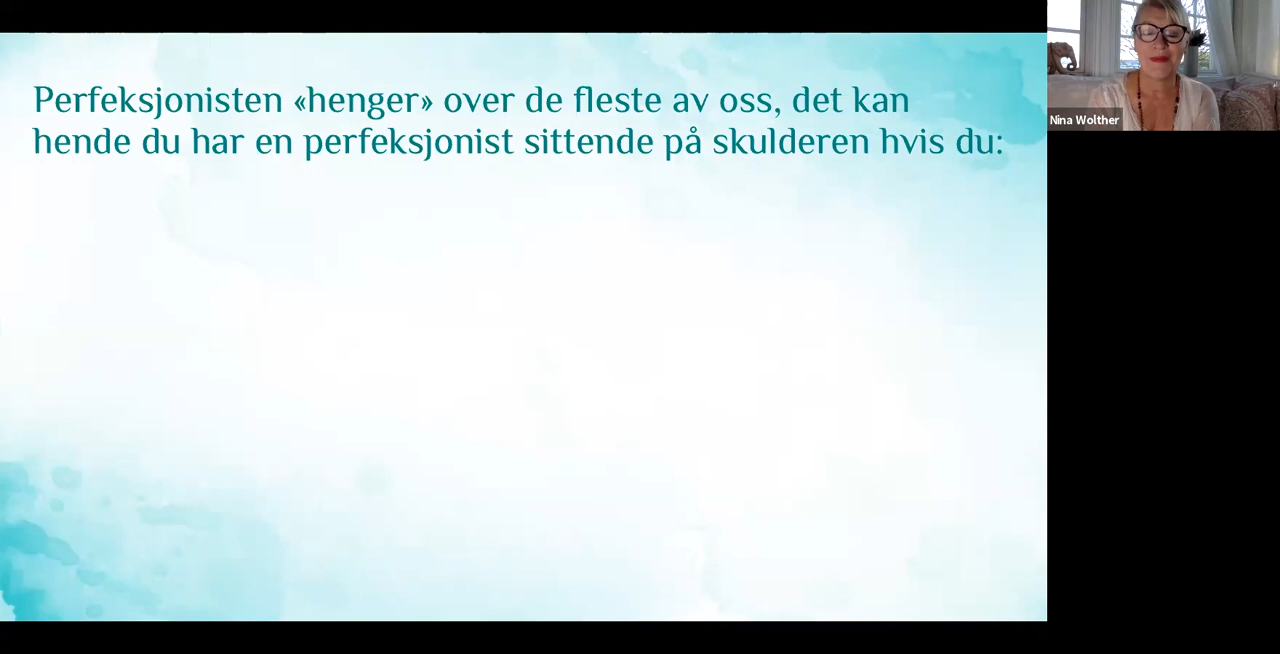 Perfeksjonisten «henger» over de fleste av oss, det kan
hende du har en perfeksjonist sittende på skulderen hvis du:
Nina Wolther